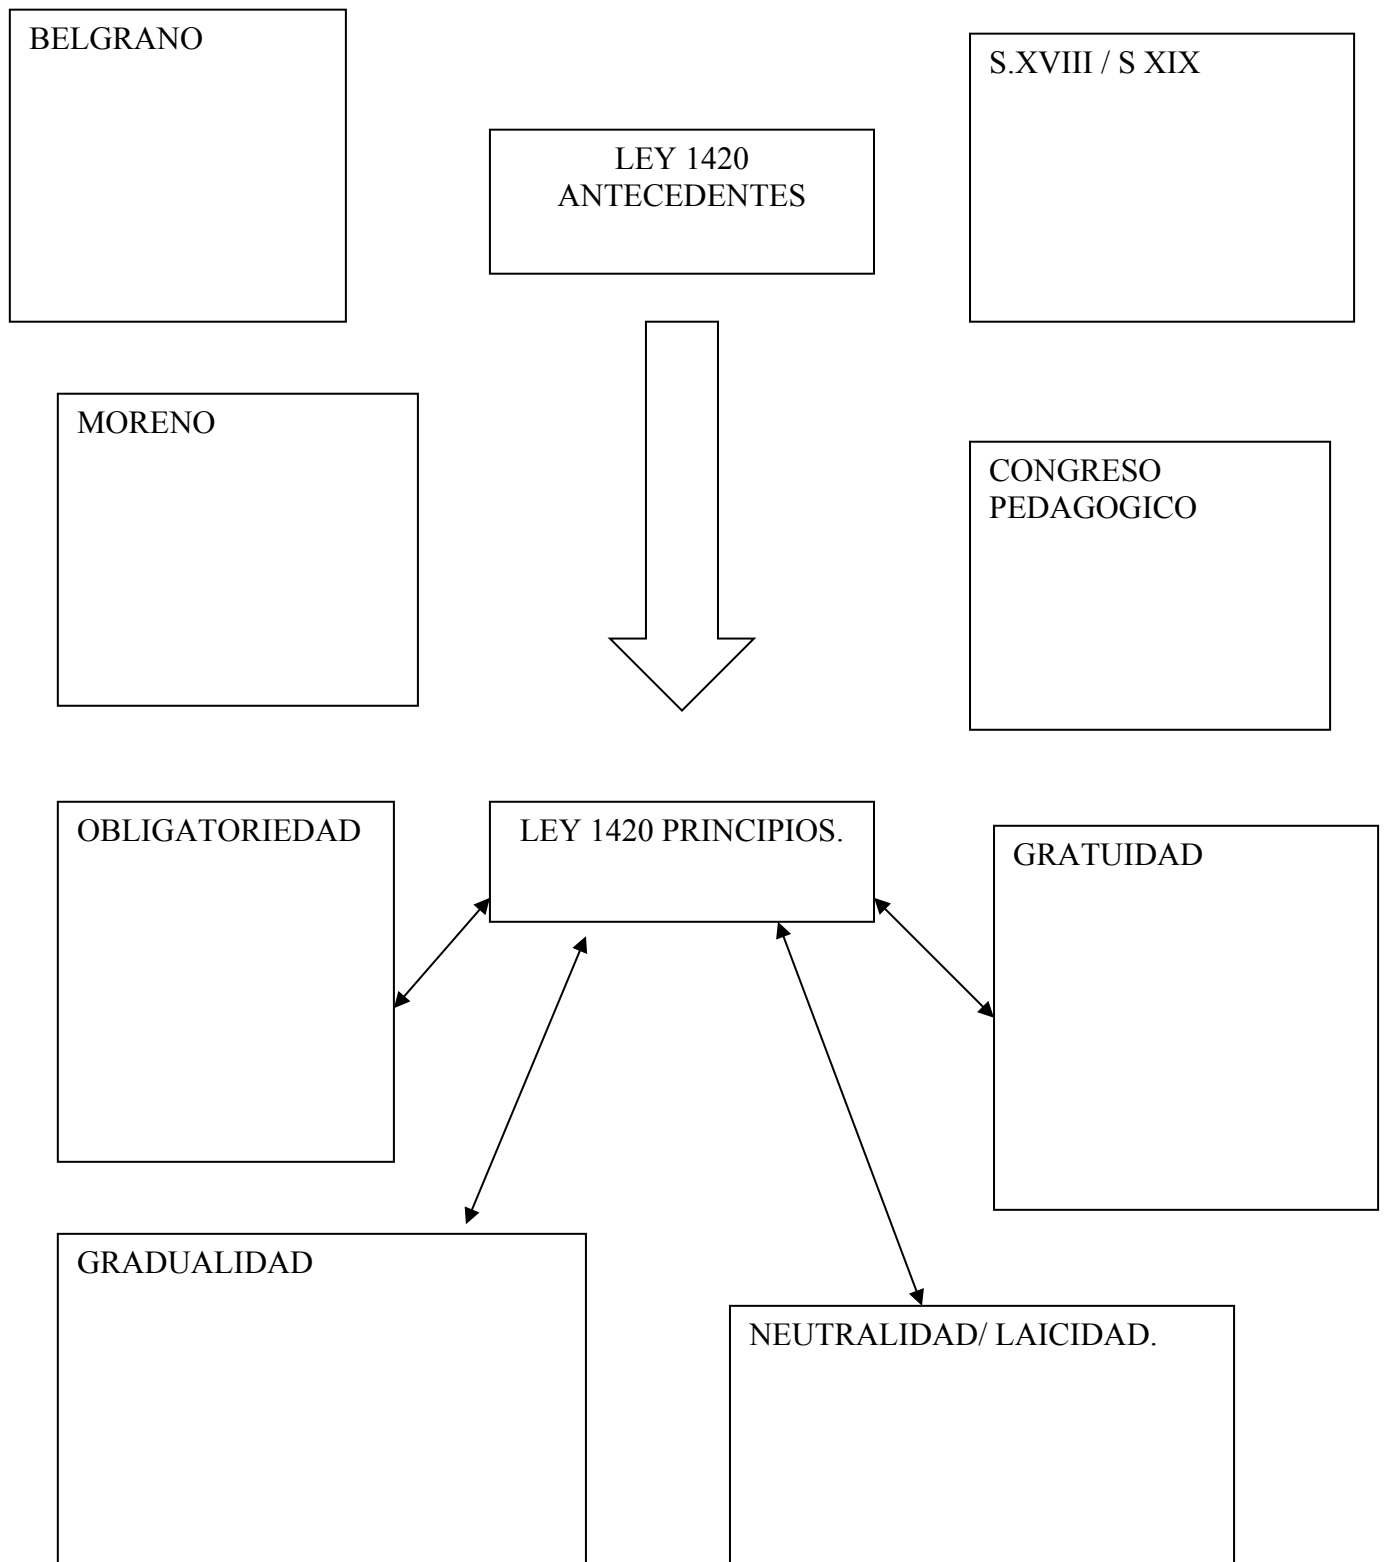 BELGRANO
S.XVIII / S XIX
LEY 1420
ANTECEDENTES
MORENO
CONGRESO
PEDAGOGICO
OBLIGATORIEDAD
LEY 1420 PRINCIPIOS.
GRATUIDAD
GRADUALIDAD
NEUTRALIDAD/ LAICIDAD.